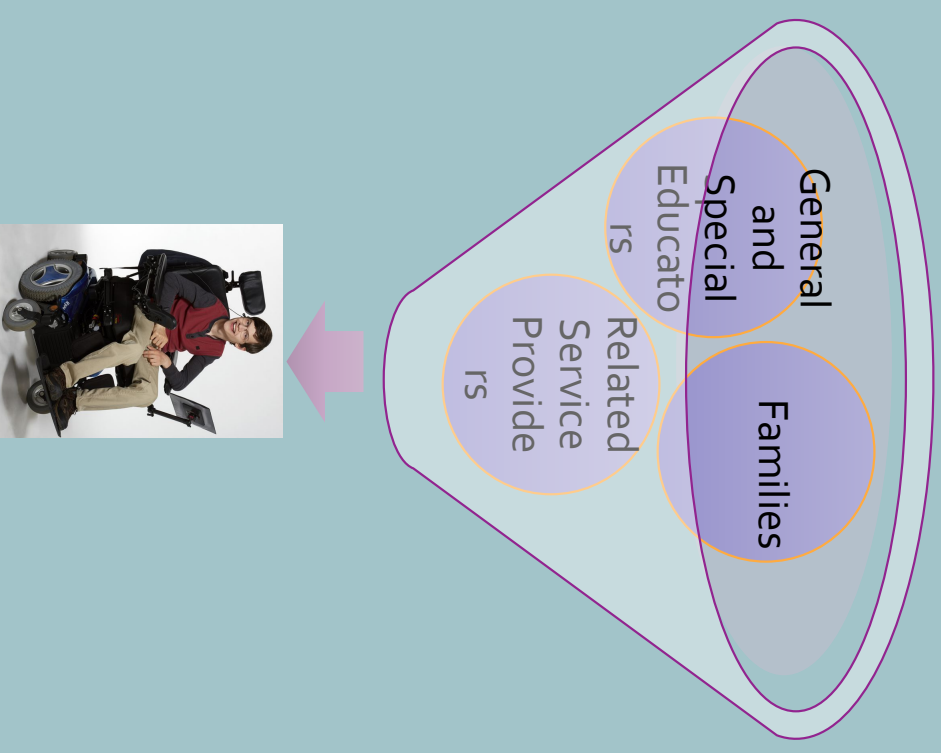 General
and
Special
Educato
rs
Families
Related
Service
Provide
rs